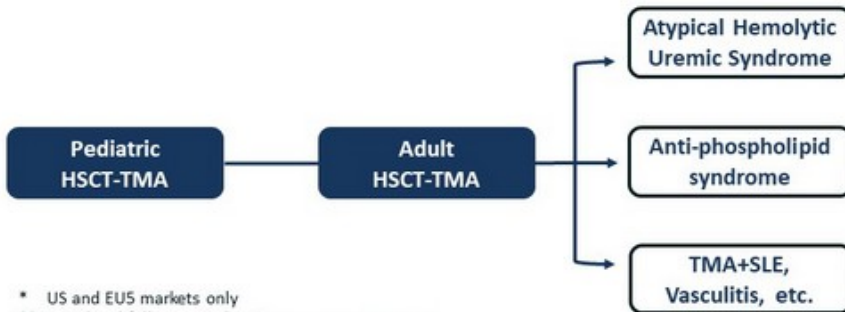 Atypical Hemolytic
Uremic Syndrome
Pediatric
HSCT-TMA
Adult
HSCT-TMA
Anti-phospholipid
syndrome
TMA+SLE,
Vasculitis, etc.
* US and EU5 markets only